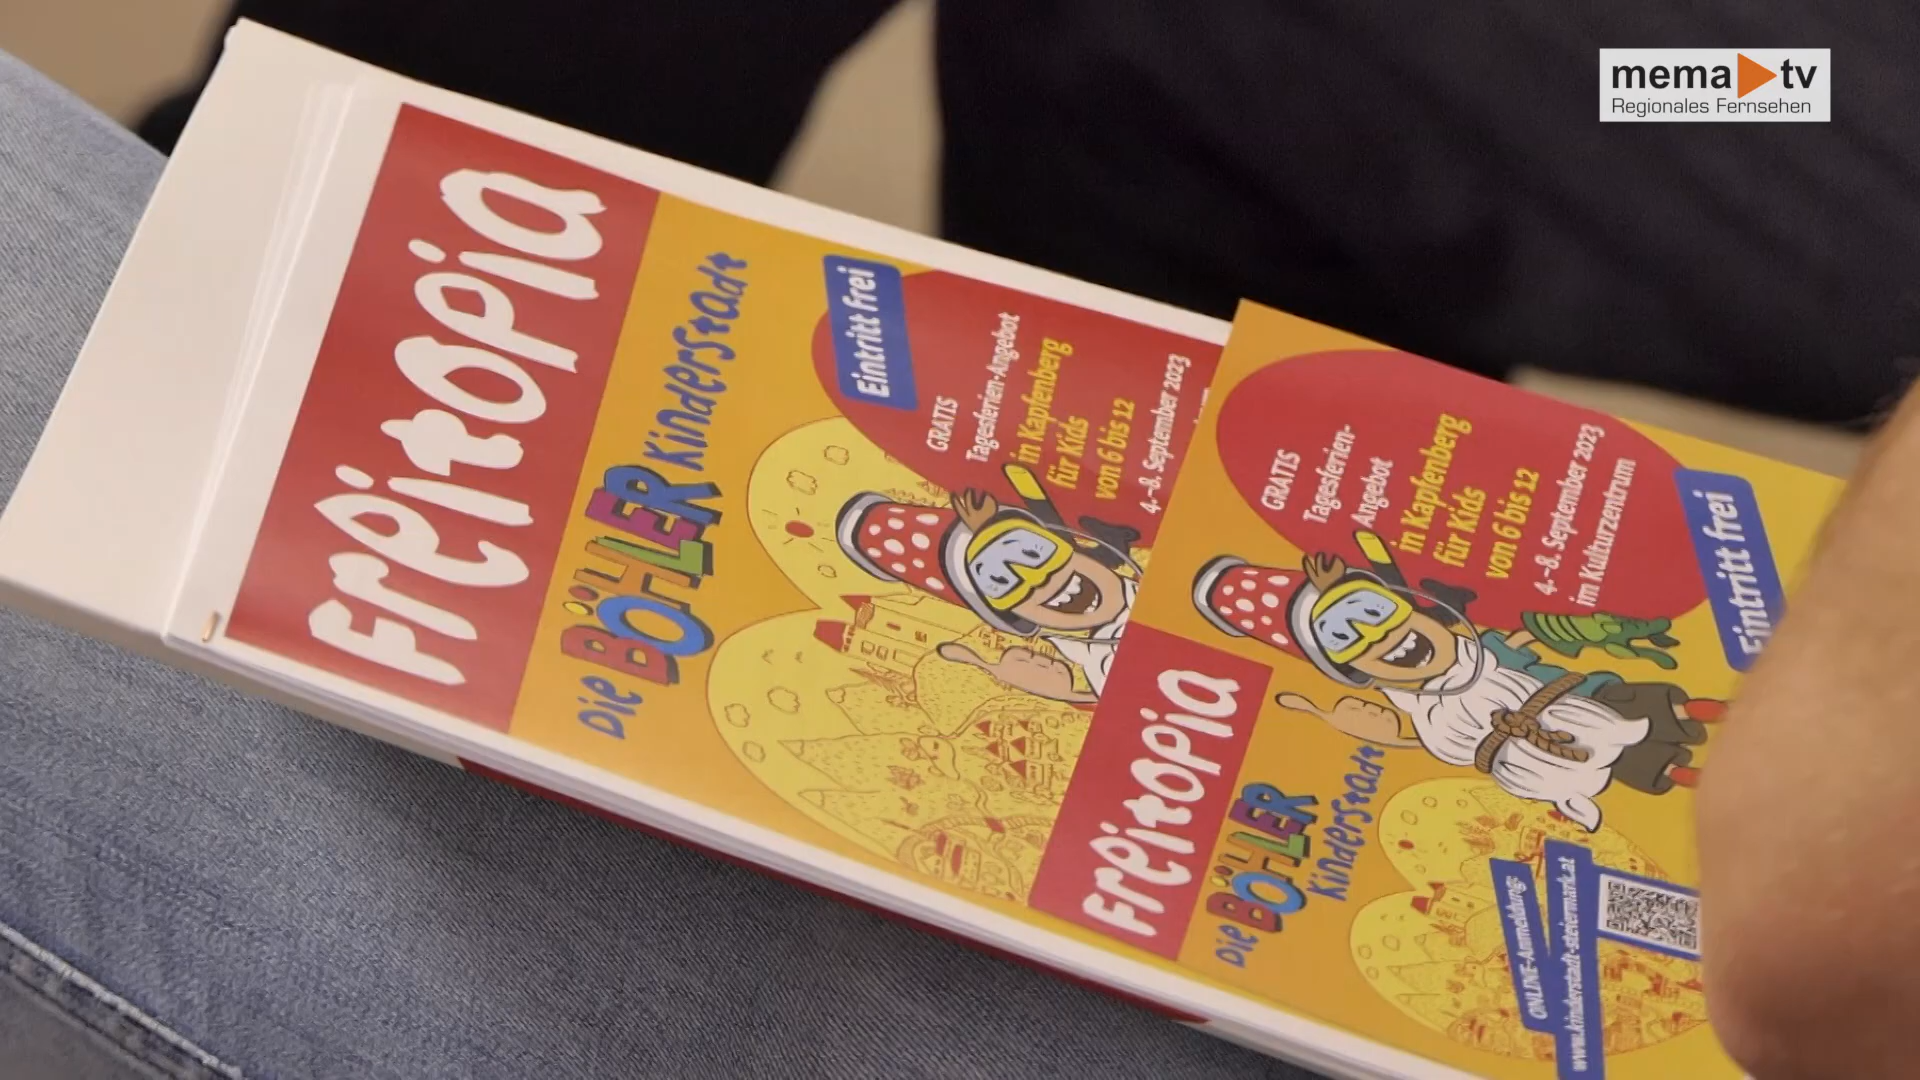 mema tv
Regionales Fernsehen
Freitopia
Die BÖHLER Kinderstadt
Eintritt frei
GRATIS
Tagesferien-Angebot
in Kapfenberg
für Kids
von 6 bis 12
4.-8. September 2023
Freitopia
Die BÖHLER
Kinderstadt
GRATIS
Tagesferien-
Angebot
in Kapfenberg
für Kids
von 6 bis 12
4.-8. September 2023
im Kulturzentrum
Eintritt frei
ONLINE-Anmeldung:
www.kinderstadt-steiermark.at